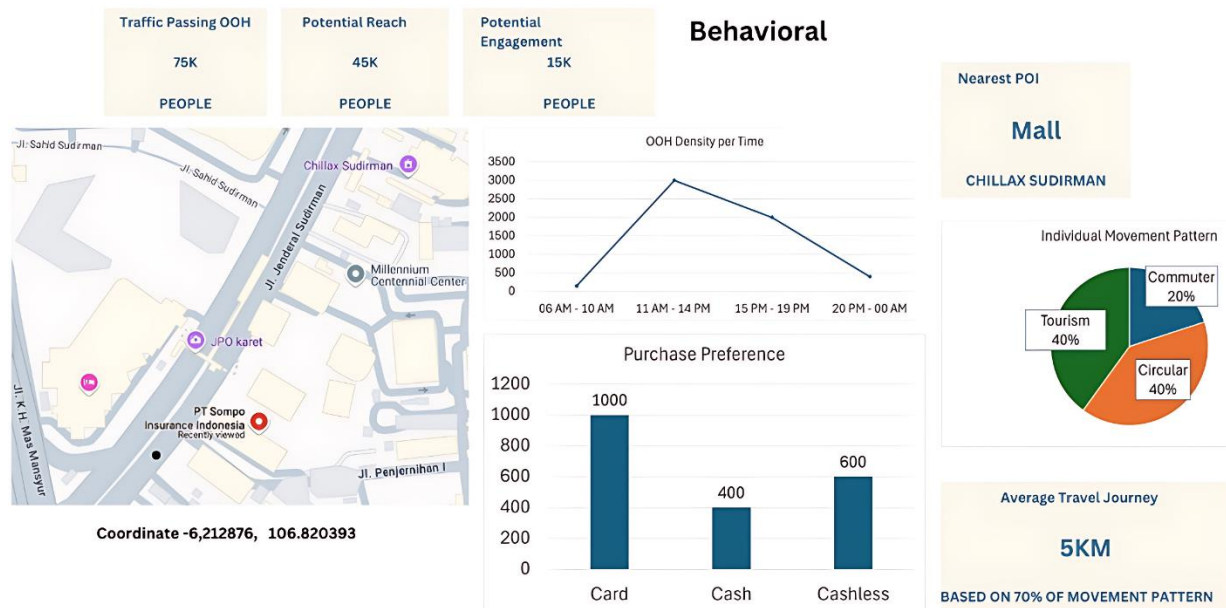 Traffic Passing OOH
75K
PEOPLE
Potential Reach
45K
PEOPLE
Potential
Engagement
15K
PEOPLE
Behavioral
Nearest POI
Mall
CHILLAX SUDIRMAN
Jl. Sahid Sudirman
Jl. Sahid Sudirman
Chillax Sudirman
Jl. Jenderal Sudirman
Millennium
Centennial Center
JPO karet
PT Sompo
Insurance Indonesia
Recently viewed
Jl. K.H. Mas Mansyur
Jl. Penjernihan I
Coordinate -6,212876, 106.820393
OOH Density per Time
3500
3000
2500
2000
1500
1000
500
0
06 AM - 10 AM
11 AM - 14 PM
15 PM - 19 PM
20 PM - 00 AM
Purchase Preference
1200
1000
800
600
400
200
0
1000
400
600
Card
Cash
Cashless
Individual Movement Pattern
Commuter
20%
Tourism
40%
Circular
40%
Average Travel Journey
5KM
BASED ON 70% OF MOVEMENT PATTERN